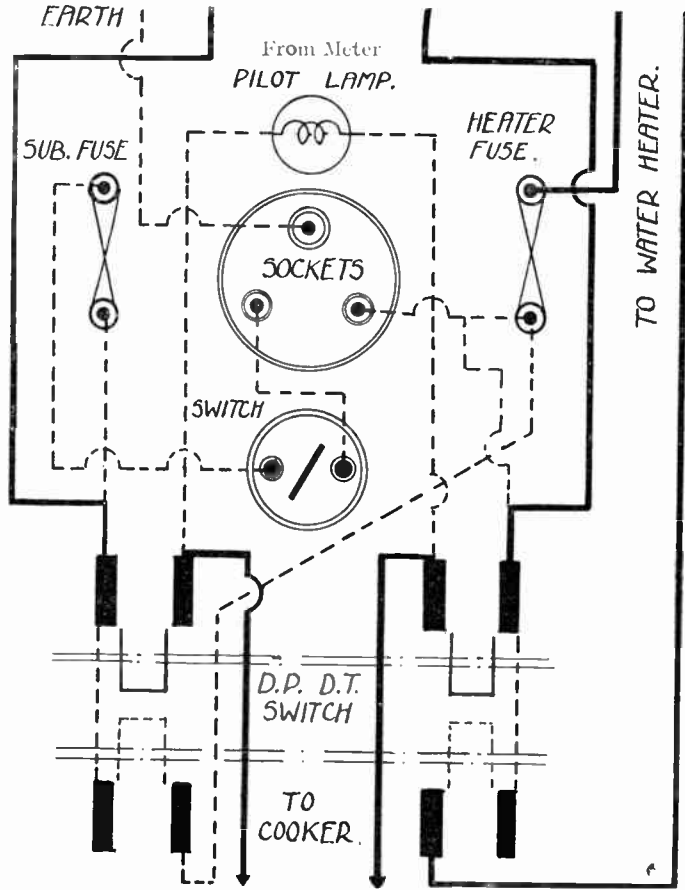 EARTH
From Meter
PILOT LAMP.
HEATER
FUSE.
SUB. FUSE
SOCKETS
TO WATER HEATER.
SWITCH
D.P. D.T.
SWITCH
TO
COOKER.